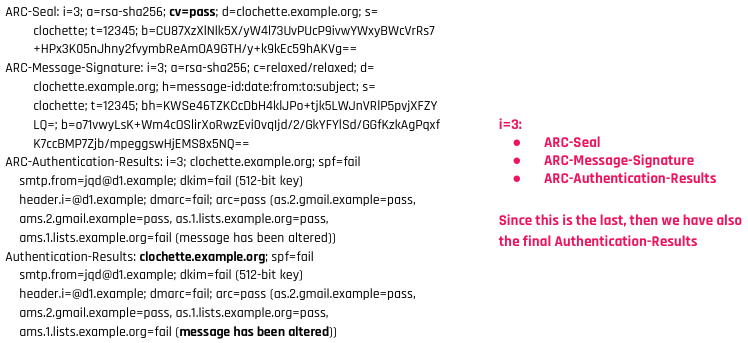 ARC-Seal: i=3; a=rsa-sha256; cv=pass; d=clochette.example.org; s=
clochette; t=12345; b=CU87XzXlNlk5X/yW4l73UvPUcP9ivwYWxyBWcVrRs7
+HPx3K05nJhny2fvymbReAmOA9GTH/y+k9kEc59hAKVg==
ARC-Message-Signature: i=3; a=rsa-sha256; c=relaxed/relaxed; d=
clochette.example.org; h=message-id:date:from:to:subject; s=
clochette; t=12345; bh=KWSe46TZKCcDbH4klJPo+tjk5LWJnVRlP5pvjXFZY
LQ=; b=o71vwyLsK+Wm4cOSlirXoRwzEvi0vqIjd/2/GkYFYlSd/GGfKzkAgPqxf
K7ccBMP7Zjb/mpeggswHjEMS8x5NQ==
ARC-Authentication-Results: i=3; clochette.example.org; spf=fail
smtp.from=jqd@d1.example; dkim=fail (512-bit key)
header.i=@d1.example; dmarc=fail; arc=pass (as.2.gmail.example=pass,
ams.2.gmail.example=pass, as.1.lists.example.org=pass,
ams.1.lists.example.org=fail (message has been altered))
Authentication-Results: clochette.example.org; spf=fail
smtp.from=jqd@d1.example; dkim=fail (512-bit key)
header.i=@d1.example; dmarc=fail; arc=pass (as.2.gmail.example=pass,
ams.2.gmail.example=pass, as.1.lists.example.org=pass,
ams.1.lists.example.org=fail (message has been altered))
i=3:
● ARC-Seal
● ARC-Message-Signature
● ARC-Authentication-Results
Since this is the last, then we have also
the final Authentication-Results